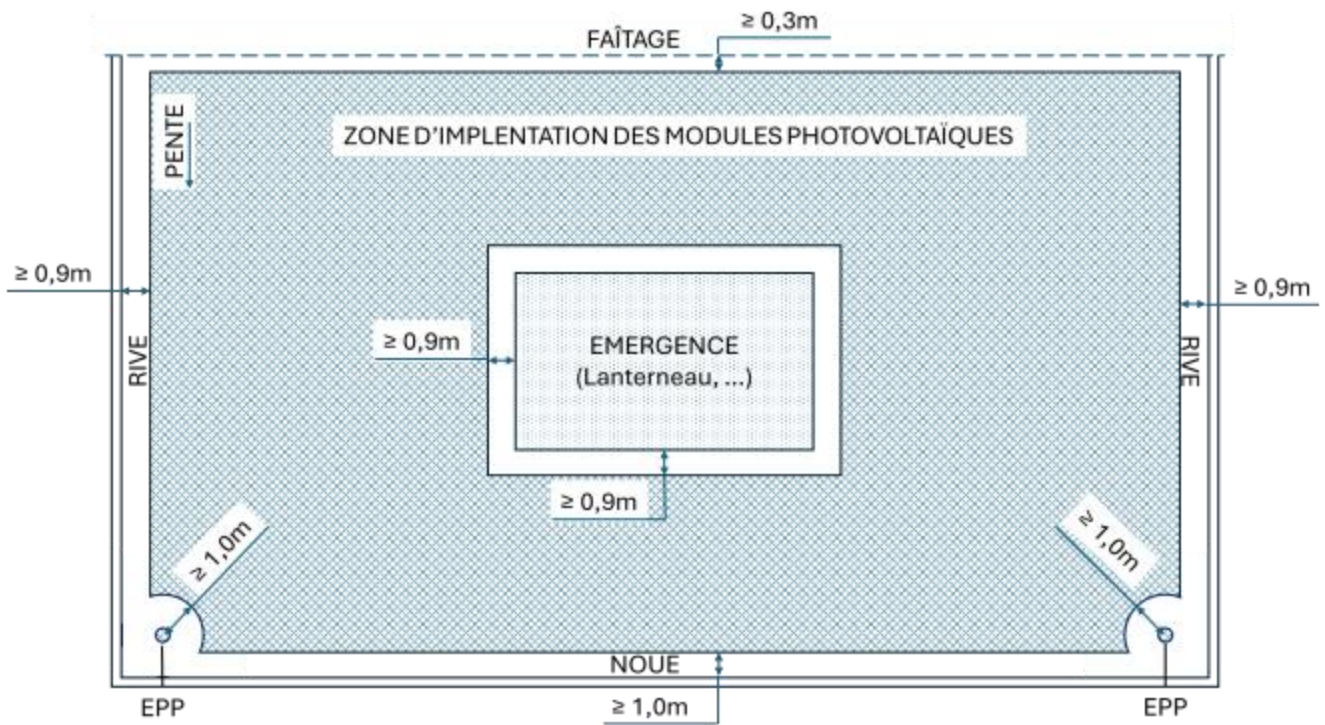 ≥ 0,3m
FAÎTAGE
PENTE
ZONE D'IMPLENTATION DES MODULES PHOTOVOLTAÏQUES
≥ 0,9m
≥ 0,9m
≥ 0,9m
EMERGENCE
(Lanterneau, ...)
RIVE
RIVE
≥ 0,9m
≥ 1,0m
≥ 1,0m
NOUE
EPP
≥ 1,0m
EPP